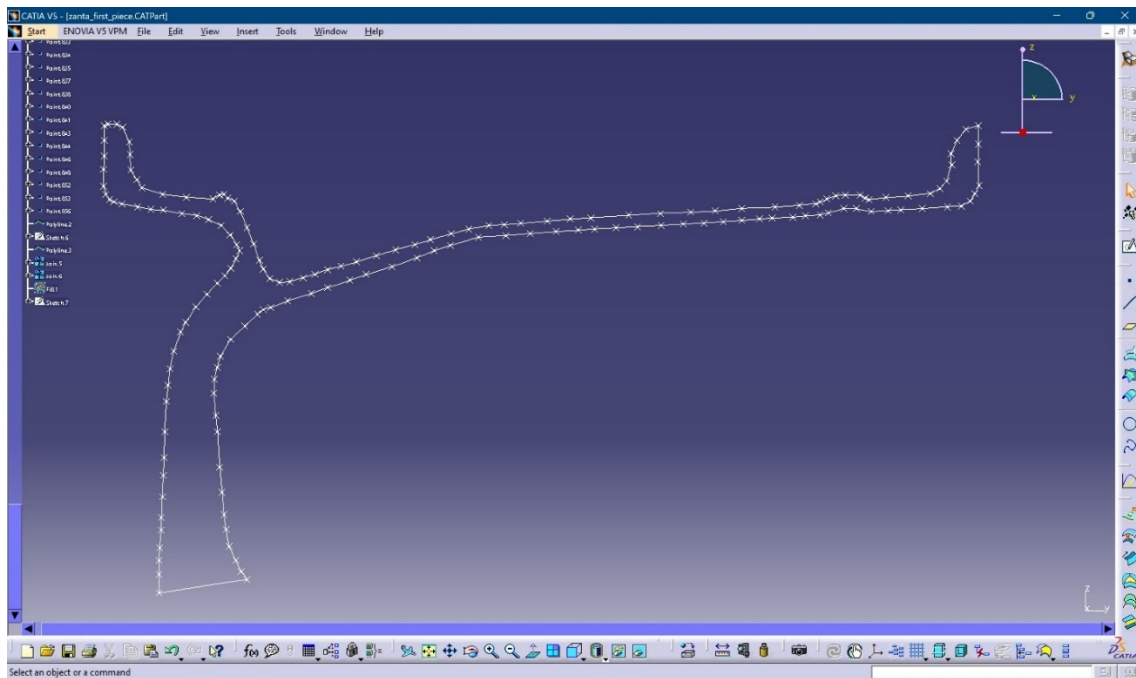 CATIA V5 - [zanta_first_piece.CATPart]
Start ENOVIA V5 VPM File Edit View Insert Tools Window Help
Point.634
Point.635
Point.637
Point.638
Point.640
Point.641
Point.643
Point.644
Point.646
Point.652
Point.653
Point.656
Polyline.2
Sketch.6
Polyline.3
Join.5
Join.6
Fill.1
Sketch.7
z
x y
z
x y
f(x)
CATIA
Select an object or a command